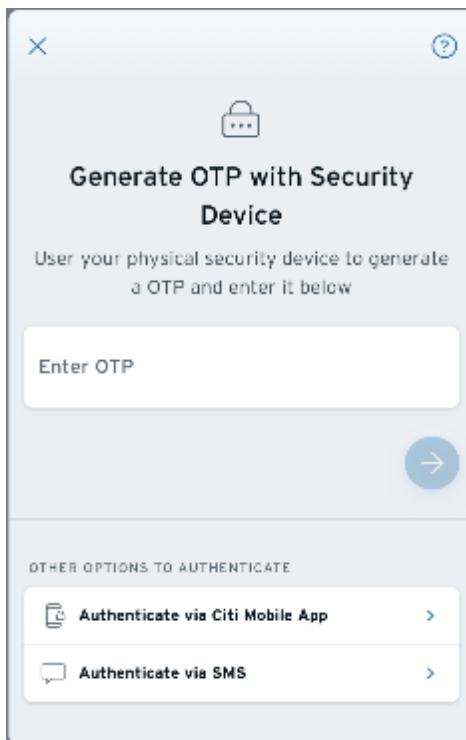 Generate OTP with Security
Device
User your physical security device to generate
a OTP and enter it below
Enter OTP
OTHER OPTIONS TO AUTHENTICATE
Authenticate via Citi Mobile App
Authenticate via SMS